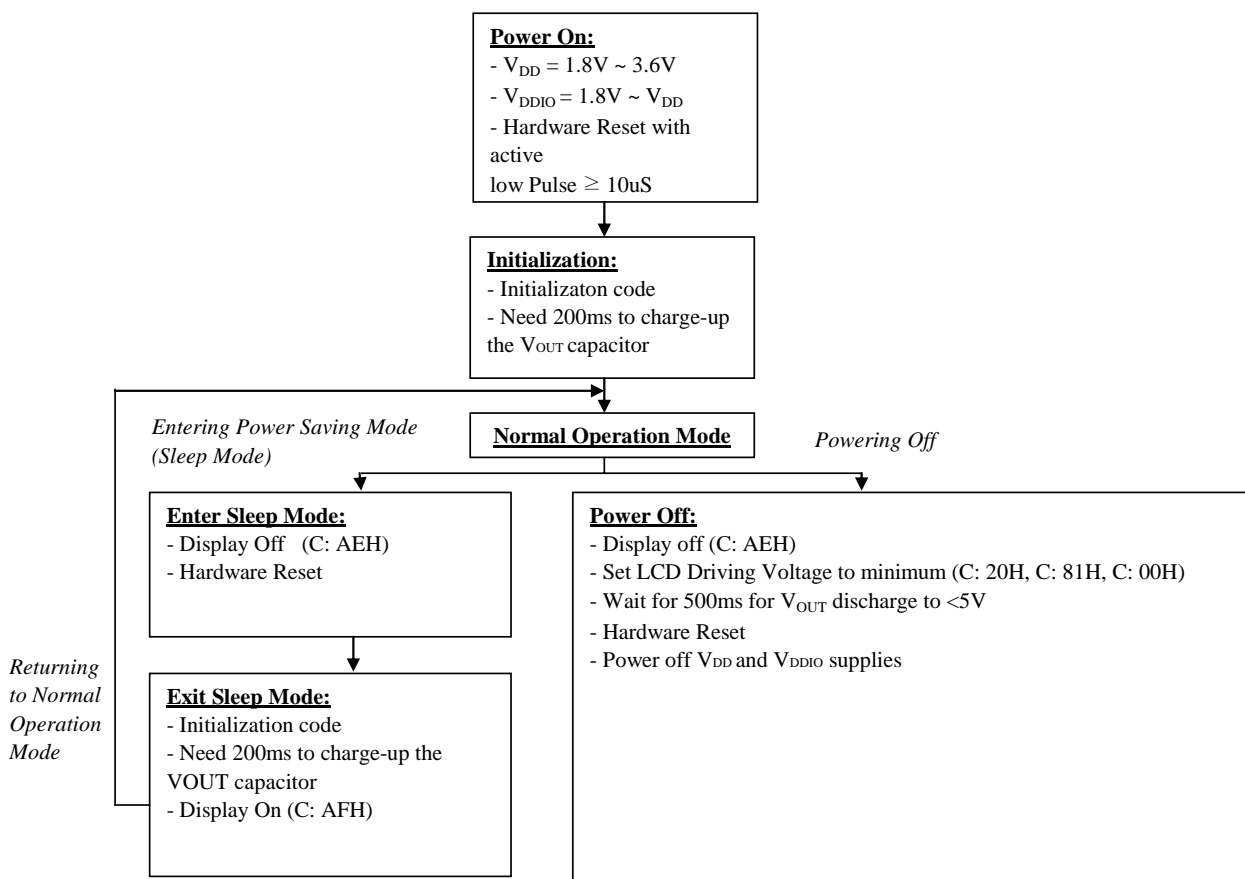 Power On:
- VDD = 1.8V ~ 3.6V
- VDDIO = 1.8V ~ VDD
- Hardware Reset with
active
low Pulse ≥ 10uS
Initialization:
- Initializaton code
- Need 200ms to charge-up
the VOUT capacitor
Entering Power Saving Mode
(Sleep Mode)
Normal Operation Mode
Powering Off
Enter Sleep Mode:
- Display Off (C: AEH)
- Hardware Reset
Power Off:
- Display off (C: AEH)
- Set LCD Driving Voltage to minimum (C: 20H, C: 81H, C: 00H)
- Wait for 500ms for VOUT discharge to <5V
- Hardware Reset
- Power off VDD and VDDIO supplies
Returning
to Normal
Operation
Mode
Exit Sleep Mode:
- Initialization code
- Need 200ms to charge-up the
VOUT capacitor
- Display On (C: AFH)